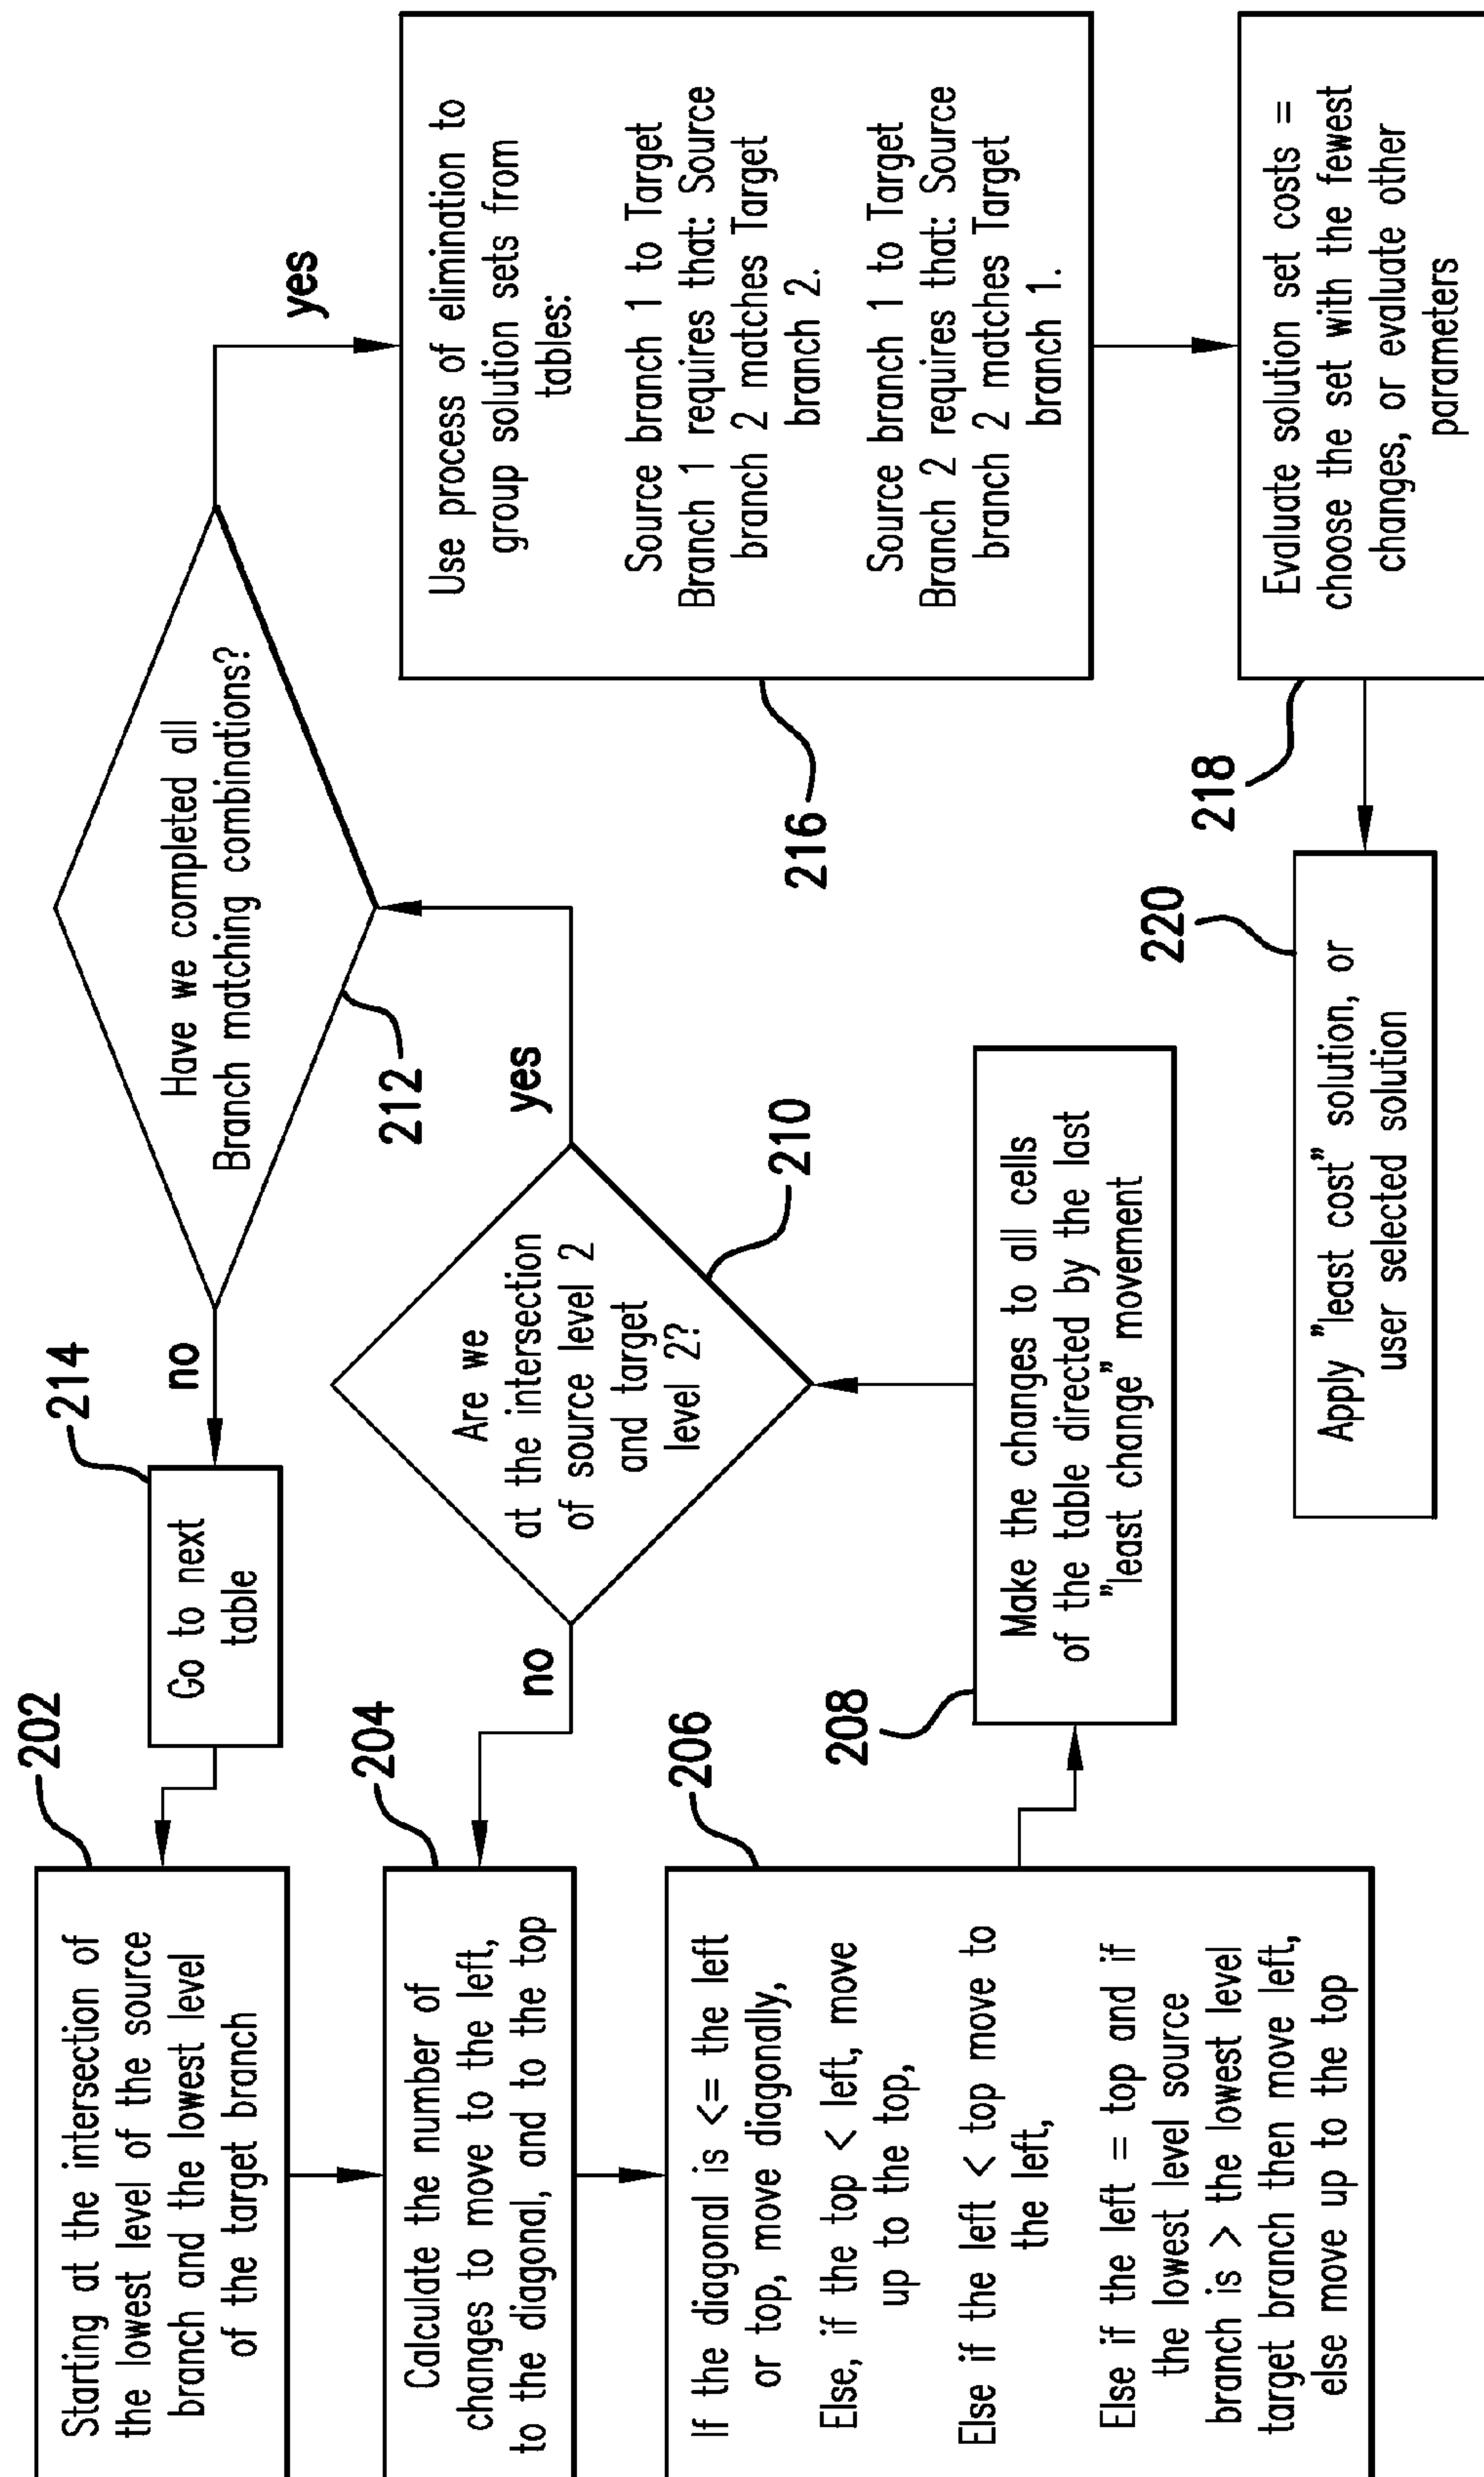 202
Starting at the intersection of
the lowest level of the source
branch and the lowest level
of the target branch
204
Calculate the number of
changes to move to the left,
to the diagonal, and to the top
206
If the diagonal is <= the left
or top, move diagonally,
Else, if the top < left, move
up to the top,
Else if the left < top move to
the left,
Else if the left = top and if
the lowest level source
branch is > the lowest level
target branch then move left,
else move up to the top
208
Make the changes to all cells
of the table directed by the last
"least change" movement
210
Are we
at the intersection
of source level 2
and target
level 2?
no
yes
212
Have we completed all
Branch matching combinations?
no
yes
214
Go to next
table
216
Use process of elimination to
group solution sets from
tables:
Source branch 1 to Target
Branch 1 requires that: Source
branch 2 matches Target
branch 2.
Source branch 1 to Target
Branch 2 requires that: Source
branch 2 matches Target
branch 1.
218
Evaluate solution set costs =
choose the set with the fewest
changes, or evaluate other
parameters
220
Apply "least cost" solution, or
user selected solution